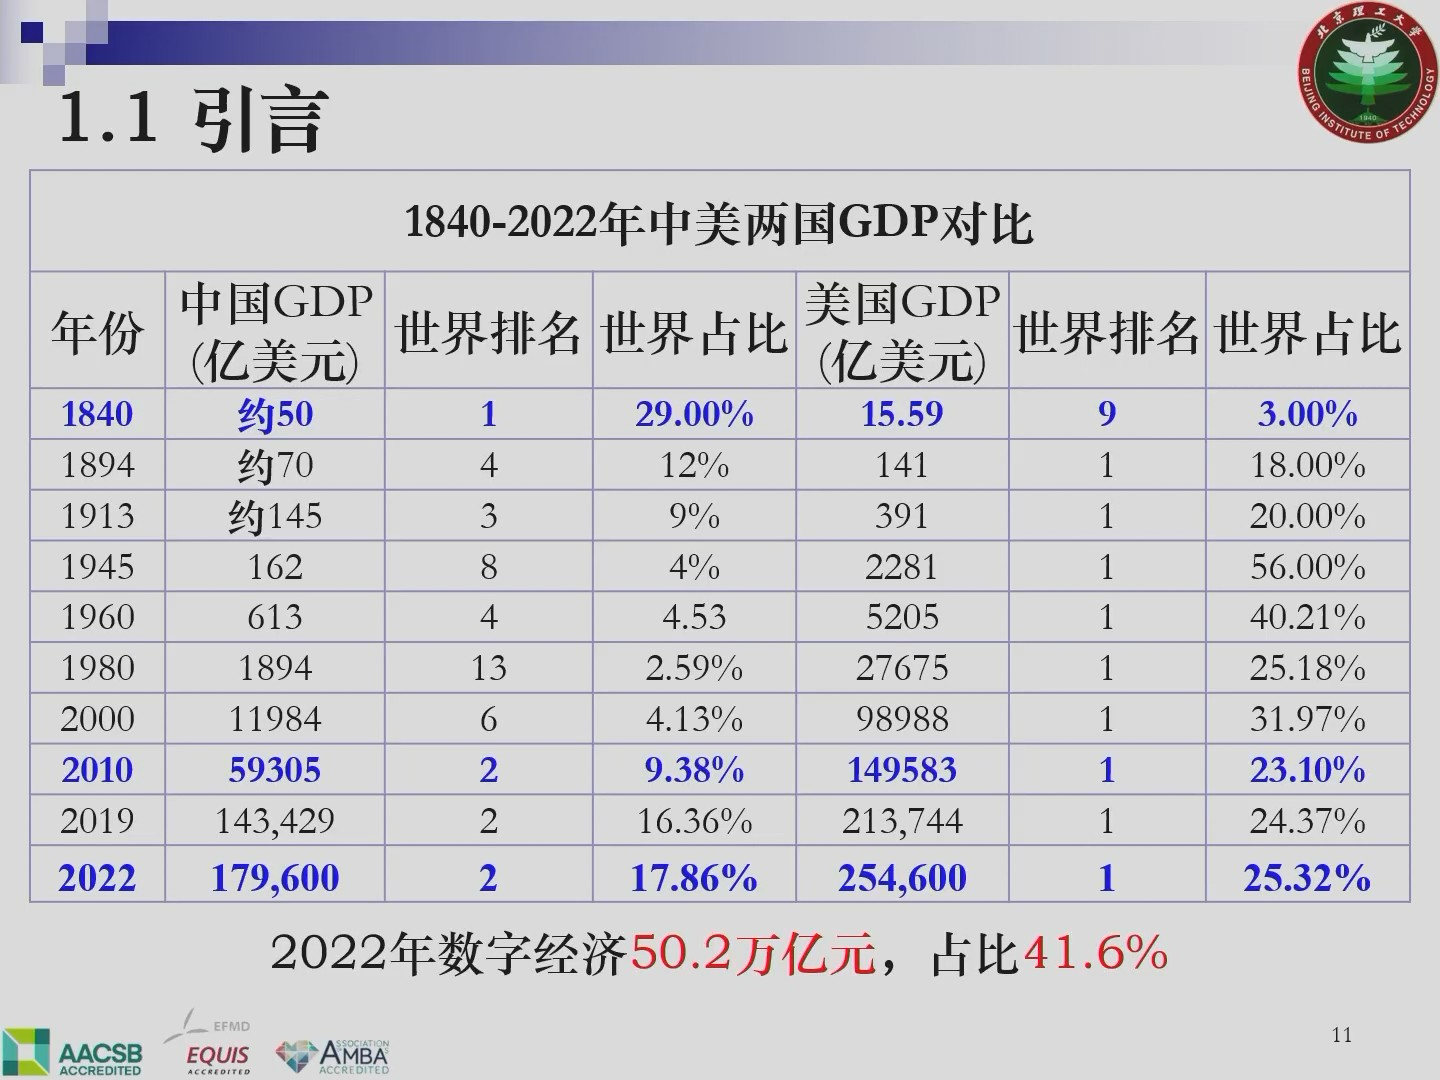 北京理工大学
BEIJING INSTITUTE OF TECHNOLOGY
1940
1.1 引言
1840-2022年中美两国GDP对比
年份 中国GDP(亿美元) 世界排名 世界占比 美国GDP(亿美元) 世界排名 世界占比
1840 约50 1 29.00% 15.59 9 3.00%
1894 约70 4 12% 141 1 18.00%
1913 约145 3 9% 391 1 20.00%
1945 162 8 4% 2281 1 56.00%
1960 613 4 4.53 5205 1 40.21%
1980 1894 13 2.59% 27675 1 25.18%
2000 11984 6 4.13% 98988 1 31.97%
2010 59305 2 9.38% 149583 1 23.10%
2019 143,429 2 16.36% 213,744 1 24.37%
2022 179,600 2 17.86% 254,600 1 25.32%
2022年数字经济50.2万亿元，占比41.6%
AACSB
ACCREDITED
EFMD
EQUIS
ACCREDITED
ASSOCIATION
AMBA
ACCREDITED
11